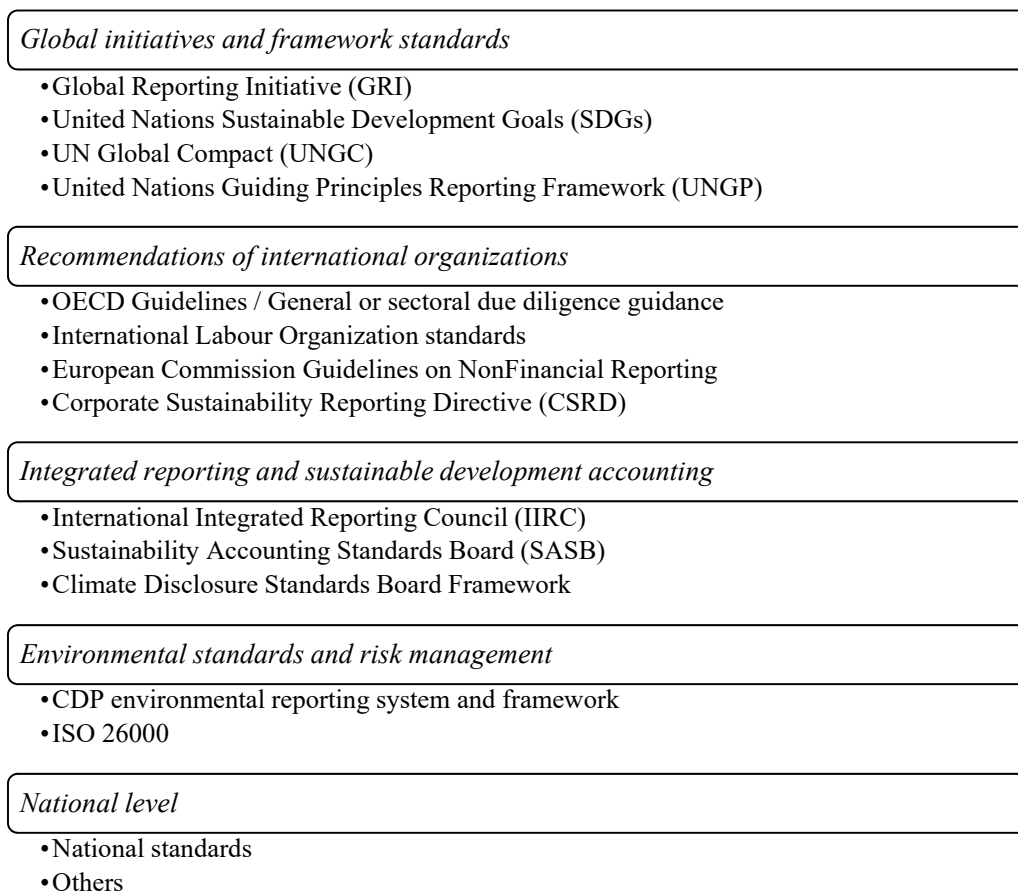 Global initiatives and framework standards
•Global Reporting Initiative (GRI)
•United Nations Sustainable Development Goals (SDGs)
•UN Global Compact (UNGC)
•United Nations Guiding Principles Reporting Framework (UNGP)
Recommendations of international organizations
•OECD Guidelines / General or sectoral due diligence guidance
•International Labour Organization standards
•European Commission Guidelines on NonFinancial Reporting
•Corporate Sustainability Reporting Directive (CSRD)
Integrated reporting and sustainable development accounting
•International Integrated Reporting Council (IIRC)
•Sustainability Accounting Standards Board (SASB)
•Climate Disclosure Standards Board Framework
Environmental standards and risk management
•CDP environmental reporting system and framework
•ISO 26000
National level
•National standards
•Others